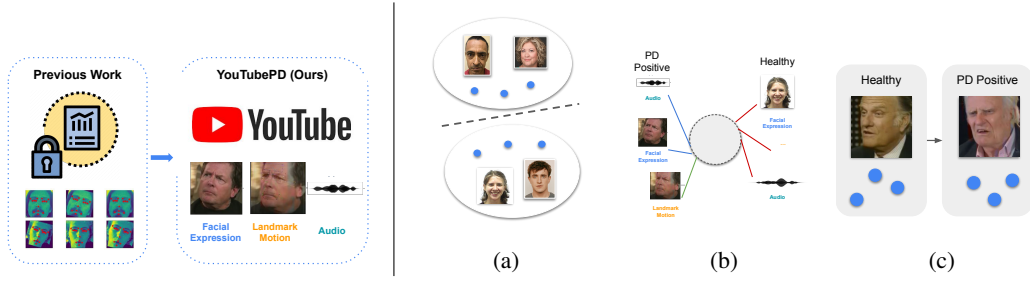 Previous Work
YouTubePD (Ours)
YouTube
Facial
Expression
Landmark
Motion
Audio
(a)
PD
Positive
Audio
Facial
Expression
Landmark
Motion
Healthy
Facial
Expression
...
Audio
(b)
Healthy
PD Positive
(c)